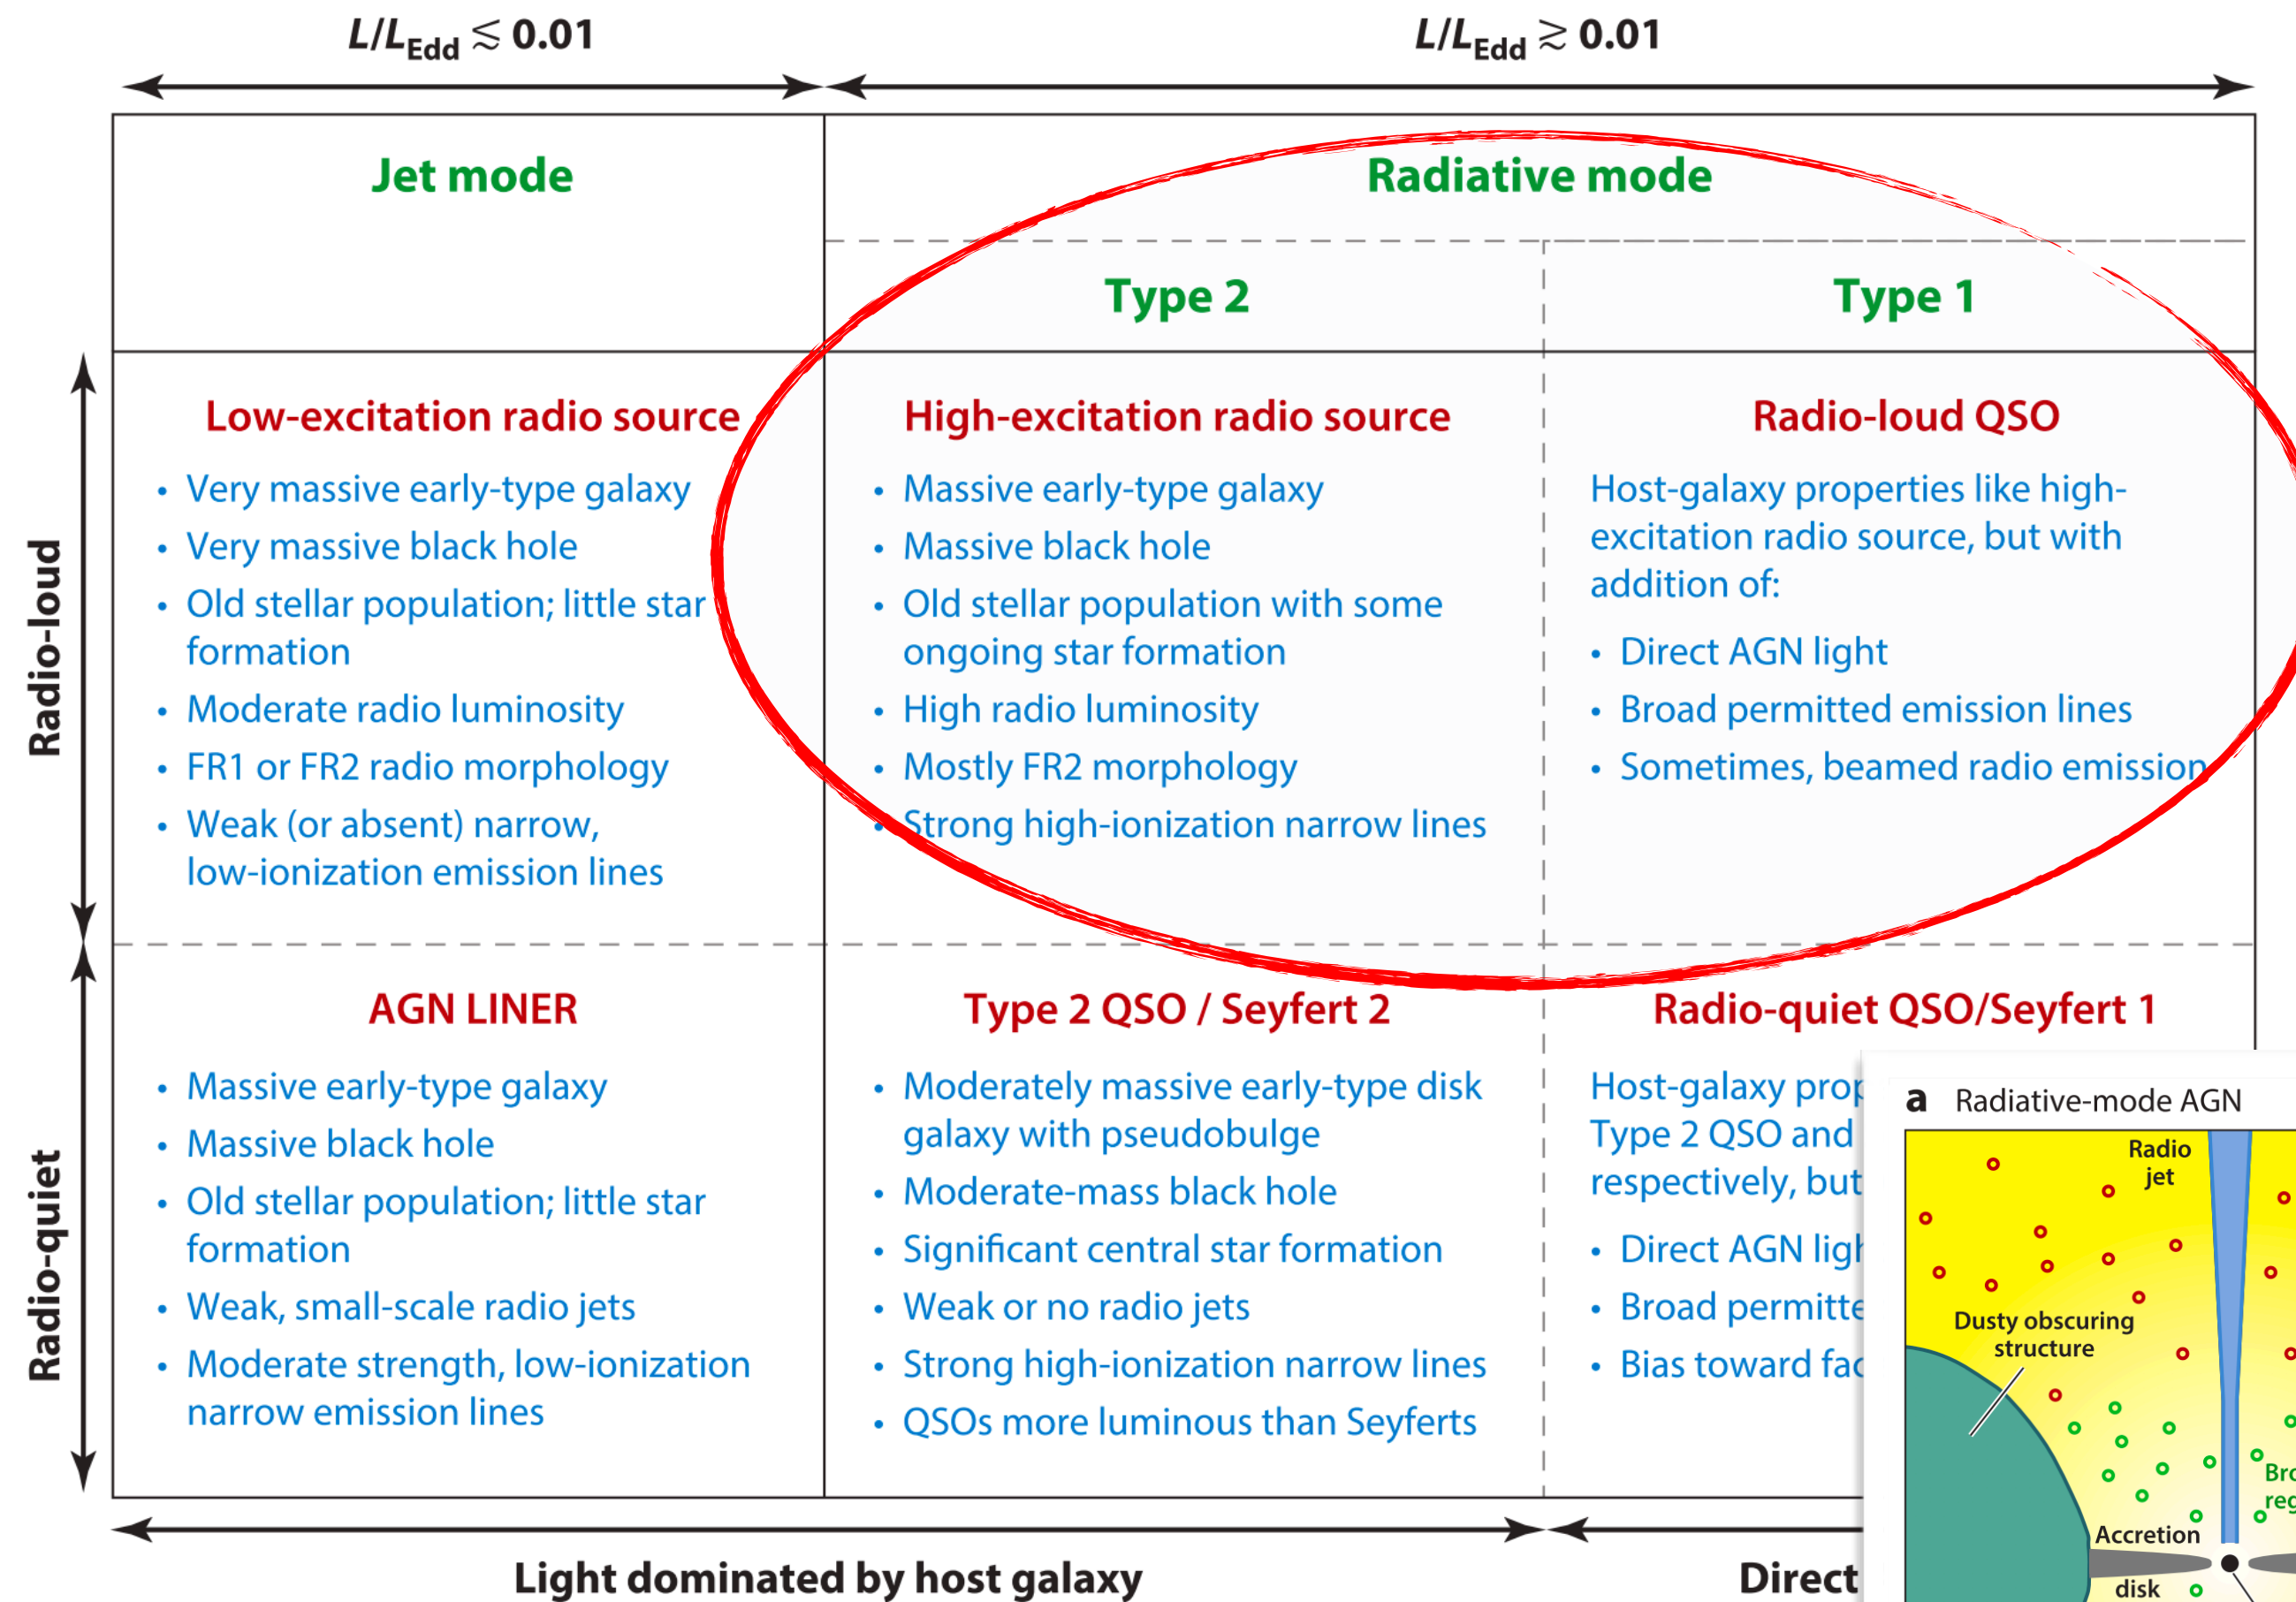 L/LEdd ≲ 0.01
L/LEdd ≳ 0.01
Jet mode
Radiative mode
Type 2
Type 1
Radio-loud
Low-excitation radio source
• Very massive early-type galaxy
• Very massive black hole
• Old stellar population; little star
formation
• Moderate radio luminosity
• FR1 or FR2 radio morphology
• Weak (or absent) narrow,
low-ionization emission lines
High-excitation radio source
• Massive early-type galaxy
• Massive black hole
• Old stellar population with some
ongoing star formation
• High radio luminosity
• Mostly FR2 morphology
• Strong high-ionization narrow lines
Radio-loud QSO
Host-galaxy properties like high-
excitation radio source, but with
addition of:
• Direct AGN light
• Broad permitted emission lines
• Sometimes, beamed radio emission
Radio-quiet
AGN LINER
• Massive early-type galaxy
• Massive black hole
• Old stellar population; little star
formation
• Weak, small-scale radio jets
• Moderate strength, low-ionization
narrow emission lines
Type 2 QSO / Seyfert 2
• Moderately massive early-type disk
galaxy with pseudobulge
• Moderate-mass black hole
• Significant central star formation
• Weak or no radio jets
• Strong high-ionization narrow lines
• QSOs more luminous than Seyferts
Radio-quiet QSO/Seyfert 1
Host-galaxy
Type 2 QSO and
respectively, but
• Direct AGN
• Broad
• Bias toward
Light dominated by host galaxy
Direct
a Radiative-mode AGN
Radio
jet
Dusty obscuring
structure
Accretion
disk